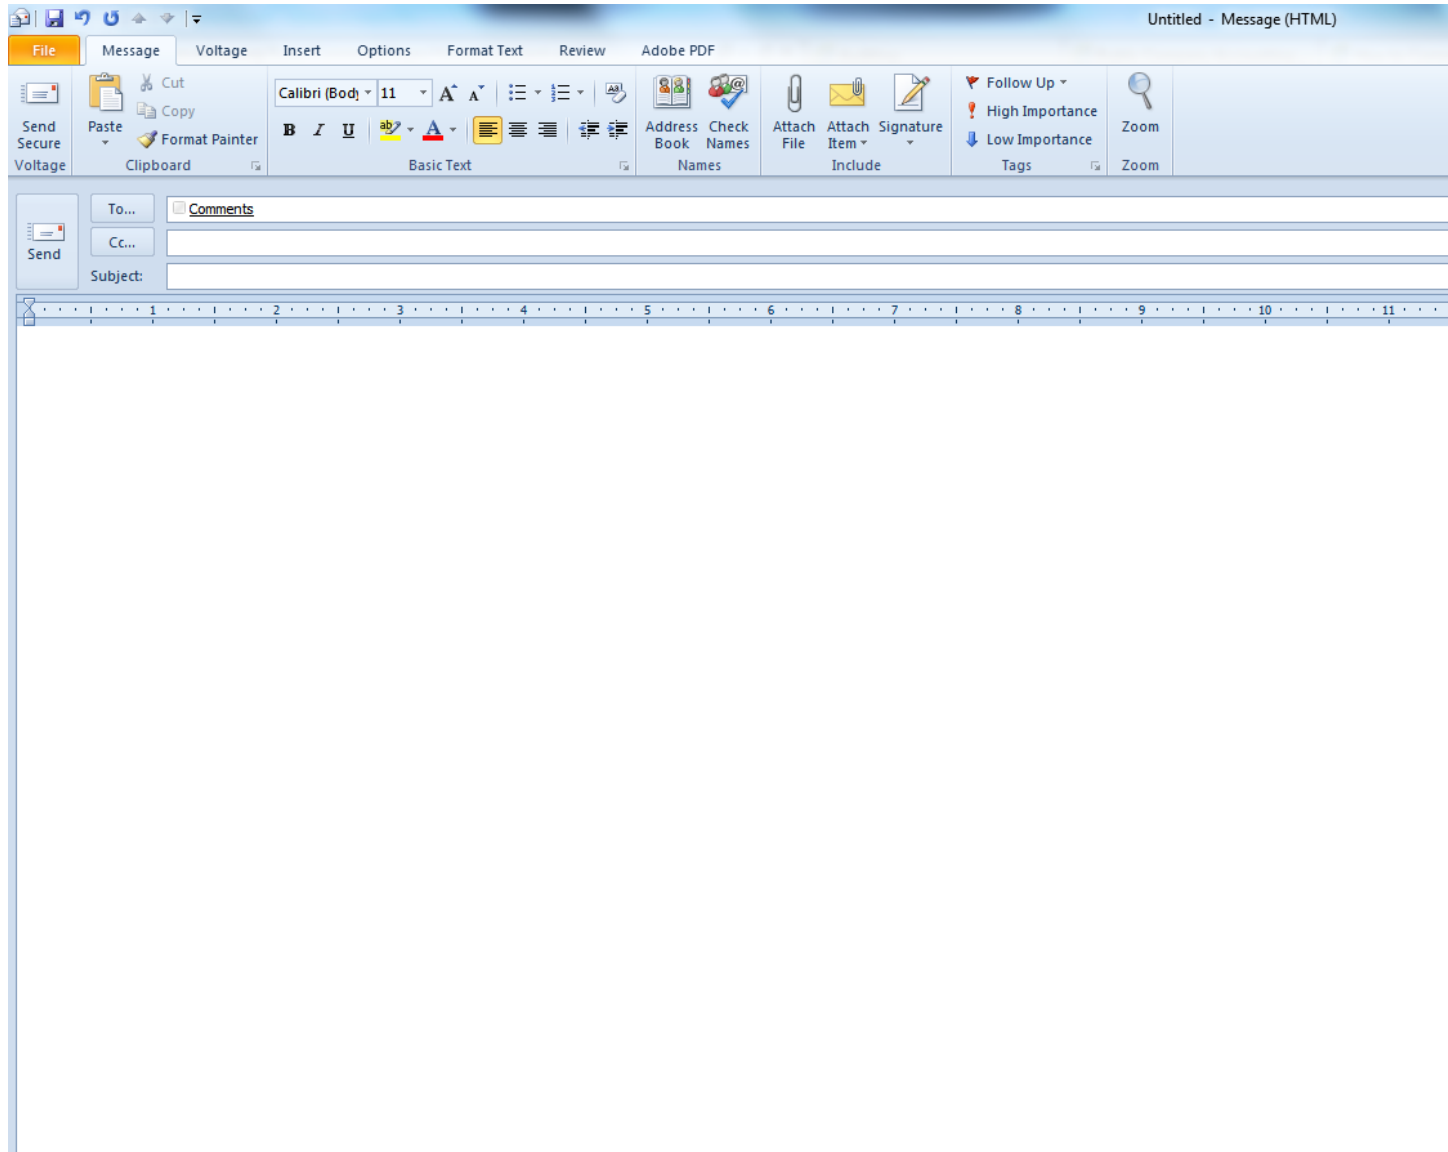 Untitled - Message (HTML)
File Message Voltage Insert Options Format Text Review Adobe PDF
Send Secure
Voltage
Paste
Cut
Copy
Format Painter
Clipboard
Calibri (Body 11
B I U
Basic Text
Address Book
Check Names
Names
Attach File
Attach Item
Signature
Include
Follow Up
High Importance
Low Importance
Tags
Zoom
Zoom
Send
To... Comments
Cc...
Subject:
1 2 3 4 5 6 7 8 9 10 11